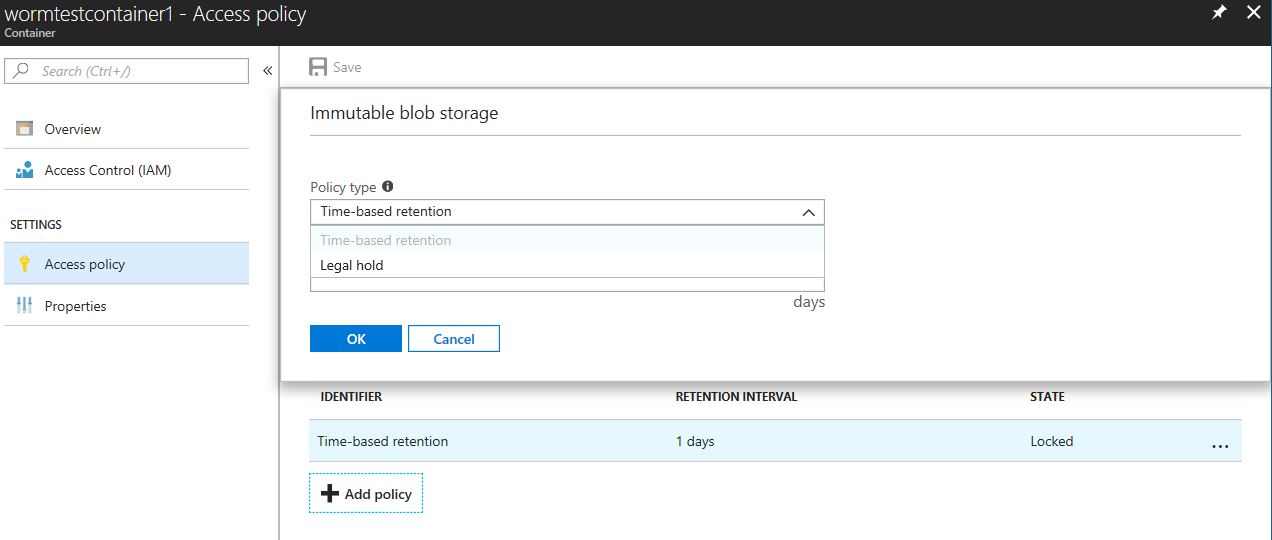 wormtestcontainer1 - Access policy
Container
Search (Ctrl+/)
«
Save
Overview
Access Control (IAM)
SETTINGS
Access policy
Properties
Immutable blob storage
Policy type
Time-based retention
Time-based retention
Legal hold
days
OK Cancel
IDENTIFIER RETENTION INTERVAL STATE
Time-based retention 1 days Locked ...
Add policy